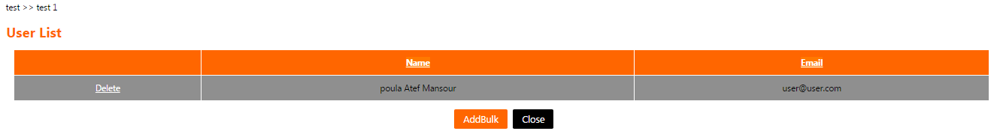 test >> test 1
User List
Name Email
Delete poula Atef Mansour user@user.com
AddBulk Close